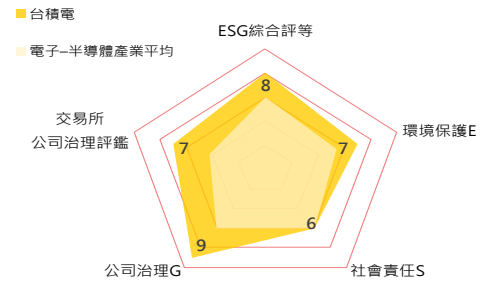 台積電
電子–半導體產業平均
ESG綜合評等
8
環境保護E
7
社會責任S
6
公司治理G
9
交易所
公司治理評鑑
7